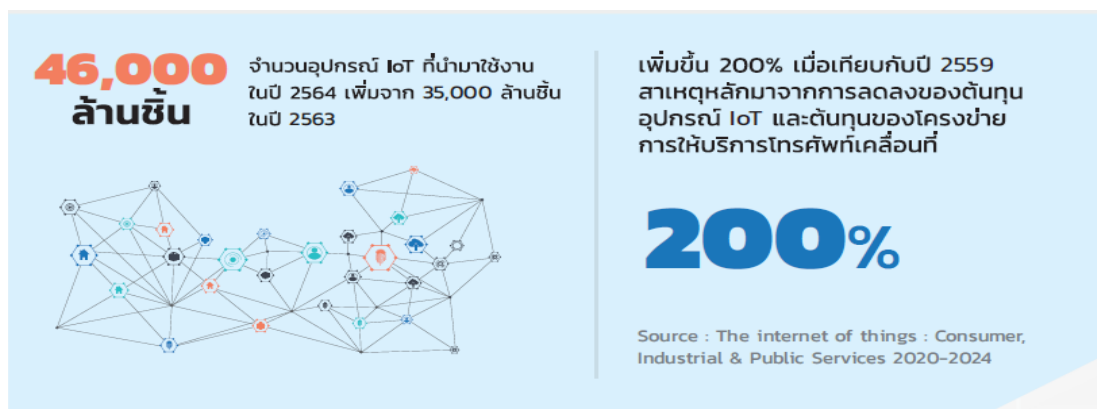 46,000
ล้านชิ้น
จำนวนอุปกรณ์ IoT ที่นำมาใช้งาน
ในปี 2564 เพิ่มจาก 35,000 ล้านชิ้น
ในปี 2563
เพิ่มขึ้น 200% เมื่อเทียบกับปี 2559
สาเหตุหลักมาจากการลดลงของต้นทุน
อุปกรณ์ IoT และต้นทุนของโครงข่าย
การให้บริการโทรศัพท์เคลื่อนที่
200%
Source : The internet of things : Consumer,
Industrial & Public Services 2020-2024